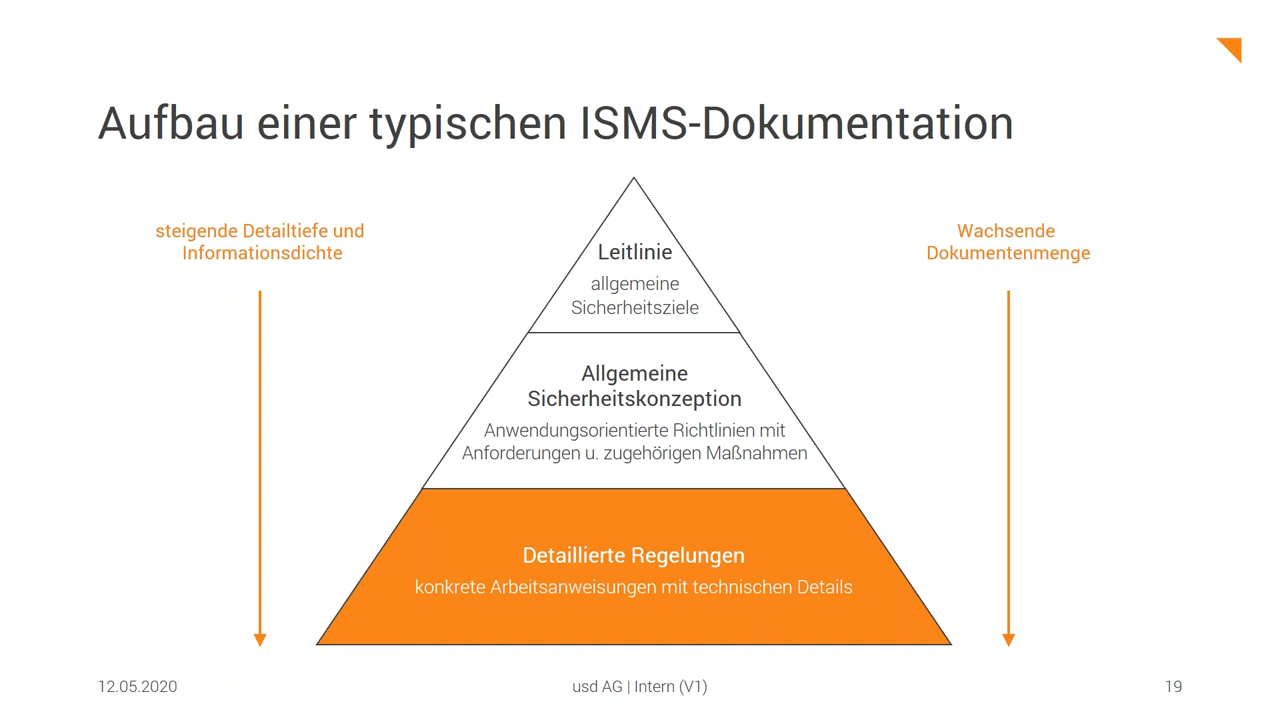 Aufbau einer typischen ISMS-Dokumentation
steigende Detailtiefe und
Informationsdichte
Wachsende
Dokumentenmenge
Leitlinie
allgemeine
Sicherheitsziele
Allgemeine
Sicherheitskonzeption
Anwendungsorientierte Richtlinien mit
Anforderungen u. zugehörigen Maßnahmen
Detaillierte Regelungen
konkrete Arbeitsanweisungen mit technischen Details
12.05.2020
usd AG | Intern (V1)
19